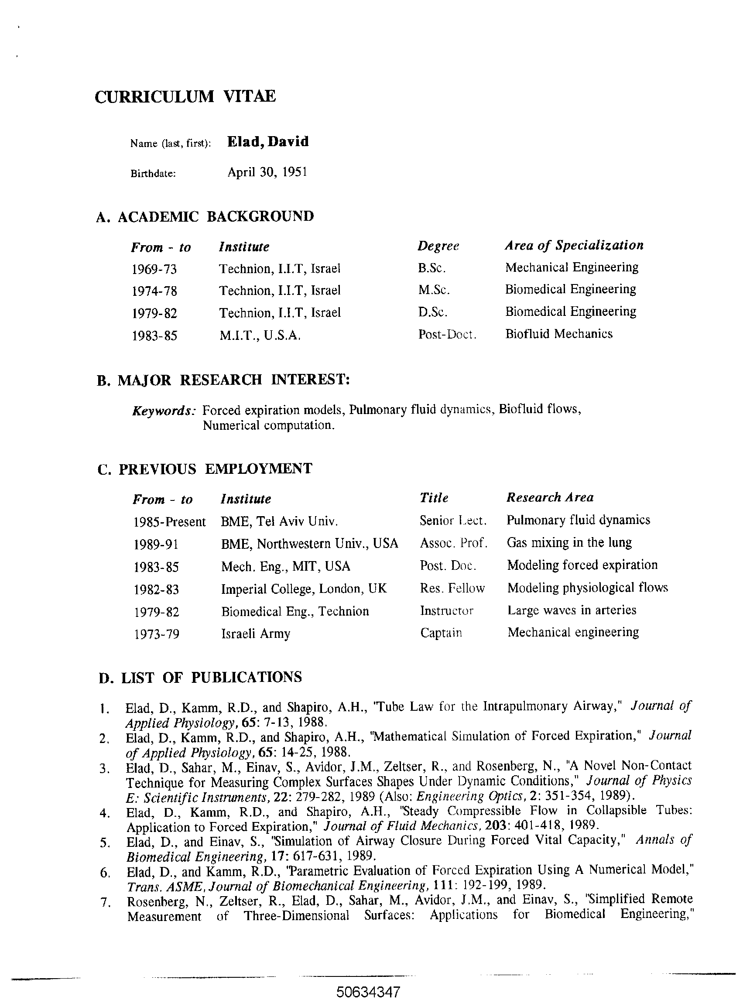 CURRICULUM VITAE
Name (last, first): Elad, David
Birthdate: April 30, 1951
A. ACADEMIC BACKGROUND
From - to Institute Degree Area of Specialization
1969-73 Technion, I.I.T, Israel B.Sc. Mechanical Engineering
1974-78 Technion, I.I.T, Israel M.Sc. Biomedical Engineering
1979-82 Technion, I.I.T, Israel D.Sc. Biomedical Engineering
1983-85 M.I.T., U.S.A. Post-Doct. Biofluid Mechanics
B. MAJOR RESEARCH INTEREST:
Keywords: Forced expiration models, Pulmonary fluid dynamics, Biofluid flows,
Numerical computation.
C. PREVIOUS EMPLOYMENT
From - to Institute Title Research Area
1985-Present BME, Tel Aviv Univ. Senior Lect. Pulmonary fluid dynamics
1989-91 BME, Northwestern Univ., USA Assoc. Prof. Gas mixing in the lung
1983-85 Mech. Eng., MIT, USA Post. Doc. Modeling forced expiration
1982-83 Imperial College, London, UK Res. Fellow Modeling physiological flows
1979-82 Biomedical Eng., Technion Instructor Large waves in arteries
1973-79 Israeli Army Captain Mechanical engineering
D. LIST OF PUBLICATIONS
1. Elad, D., Kamm, R.D., and Shapiro, A.H., "Tube Law for the Intrapulmonary Airway," Journal of
Applied Physiology, 65: 7-13, 1988.
2. Elad, D., Kamm, R.D., and Shapiro, A.H., "Mathematical Simulation of Forced Expiration," Journal
of Applied Physiology, 65: 14-25, 1988.
3. Elad, D., Sahar, M., Einav, S., Avidor, J.M., Zeltser, R., and Rosenberg, N., "A Novel Non-Contact
Technique for Measuring Complex Surfaces Shapes Under Dynamic Conditions," Journal of Physics
E: Scientific Instruments, 22: 279-282, 1989 (Also: Engineering Optics, 2: 351-354, 1989).
4. Elad, D., Kamm, R.D., and Shapiro, A.H., "Steady Compressible Flow in Collapsible Tubes:
Application to Forced Expiration," Journal of Fluid Mechanics, 203: 401-418, 1989.
5. Elad, D., and Einav, S., "Simulation of Airway Closure During Forced Vital Capacity," Annals of
Biomedical Engineering, 17: 617-631, 1989.
6. Elad, D., and Kamm, R.D., "Parametric Evaluation of Forced Expiration Using A Numerical Model,"
Trans. ASME, Journal of Biomechanical Engineering, 111: 192-199, 1989.
7. Rosenberg, N., Zeltser, R., Elad, D., Sahar, M., Avidor, J.M., and Einav, S., "Simplified Remote
Measurement of Three-Dimensional Surfaces: Applications for Biomedical Engineering,"
50634347